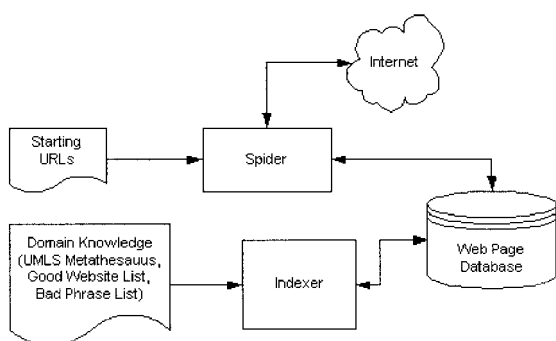 Internet
Starting
URLs
Spider
Domain Knowledge
(UMLS Metathesauus,
Good Website List,
Bad Phrase List)
Indexer
Web Page
Database